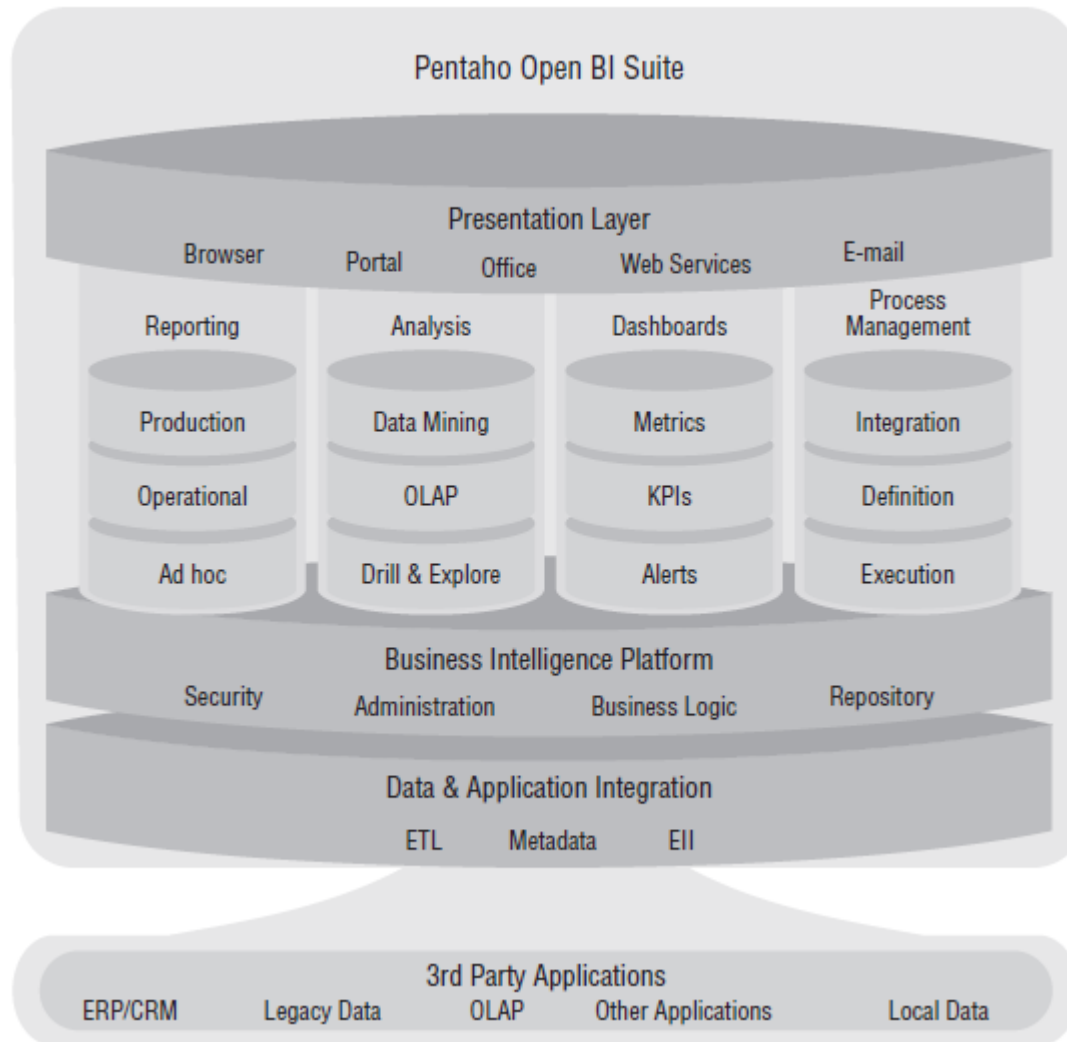 Pentaho Open BI Suite
Presentation Layer
Browser Portal Office Web Services E-mail
Reporting Analysis Dashboards Process Management
Production Data Mining Metrics Integration
Operational OLAP KPIs Definition
Ad hoc Drill & Explore Alerts Execution
Business Intelligence Platform
Security Administration Business Logic Repository
Data & Application Integration
ETL Metadata EII
3rd Party Applications
ERP/CRM Legacy Data OLAP Other Applications Local Data